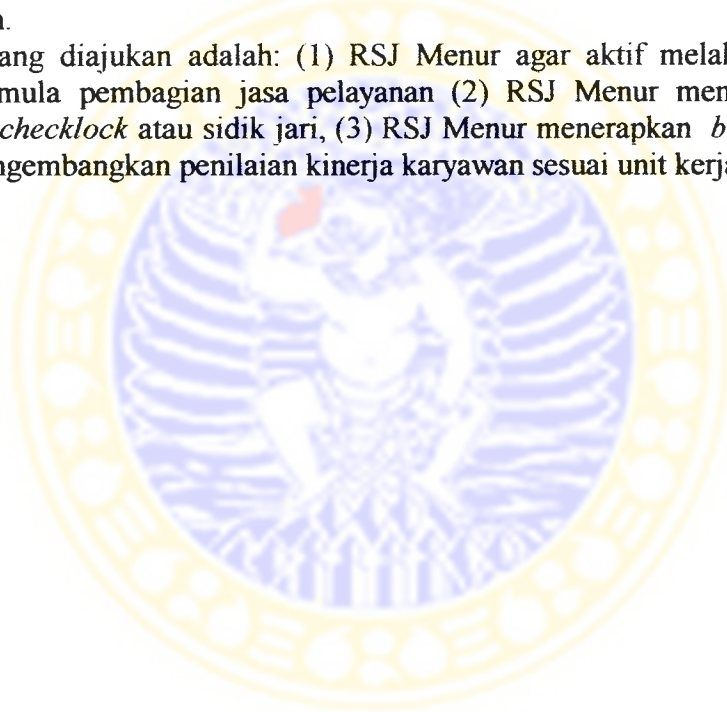 ang diajukan adalah: (1) RSJ Menur agar aktif melal
mula pembagian jasa pelayanan (2) RSJ Menur men
checklock atau sidik jari, (3) RSJ Menur menerapkan b
ngembangkan penilaian kinerja karyawan sesuai unit kerja